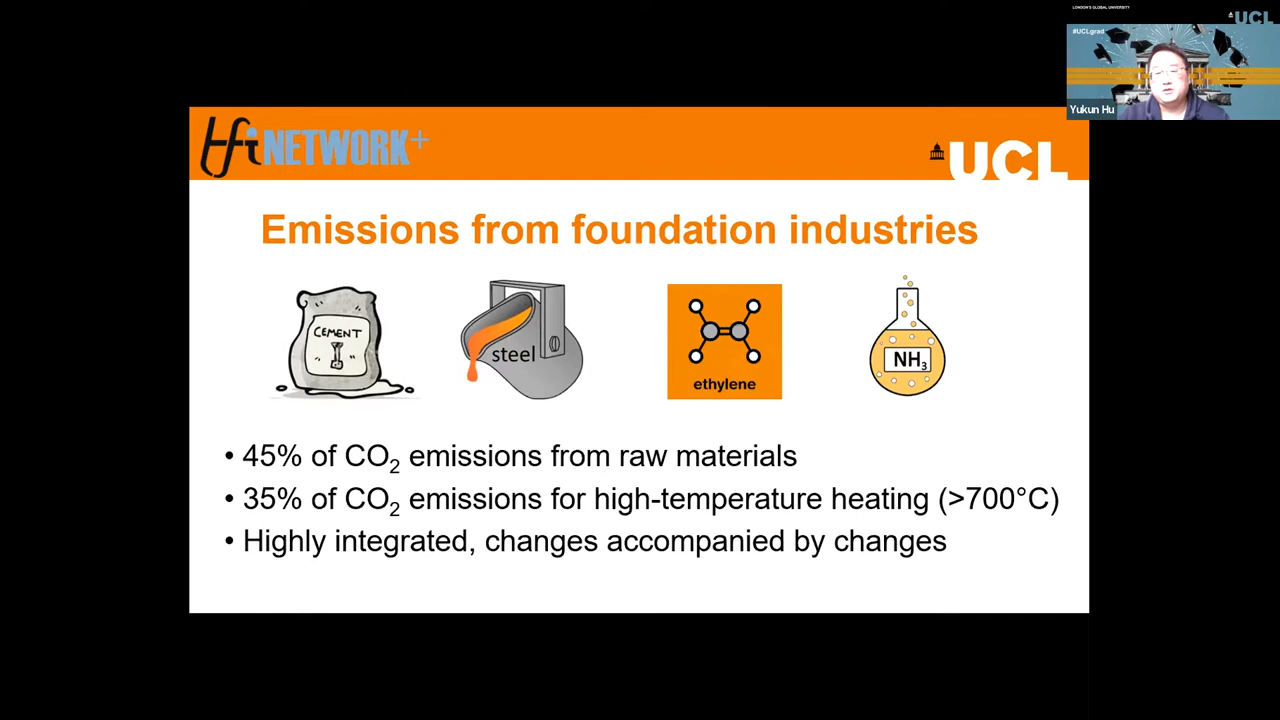 LONDON'S GLOBAL UNIVERSITY
UCL
#UCLgrad
Yukun Hu
tfi NETWORK+
UCL
Emissions from foundation industries
CEMENT
steel
ethylene
NH₃
• 45% of CO₂ emissions from raw materials
• 35% of CO₂ emissions for high-temperature heating (>700°C)
• Highly integrated, changes accompanied by changes